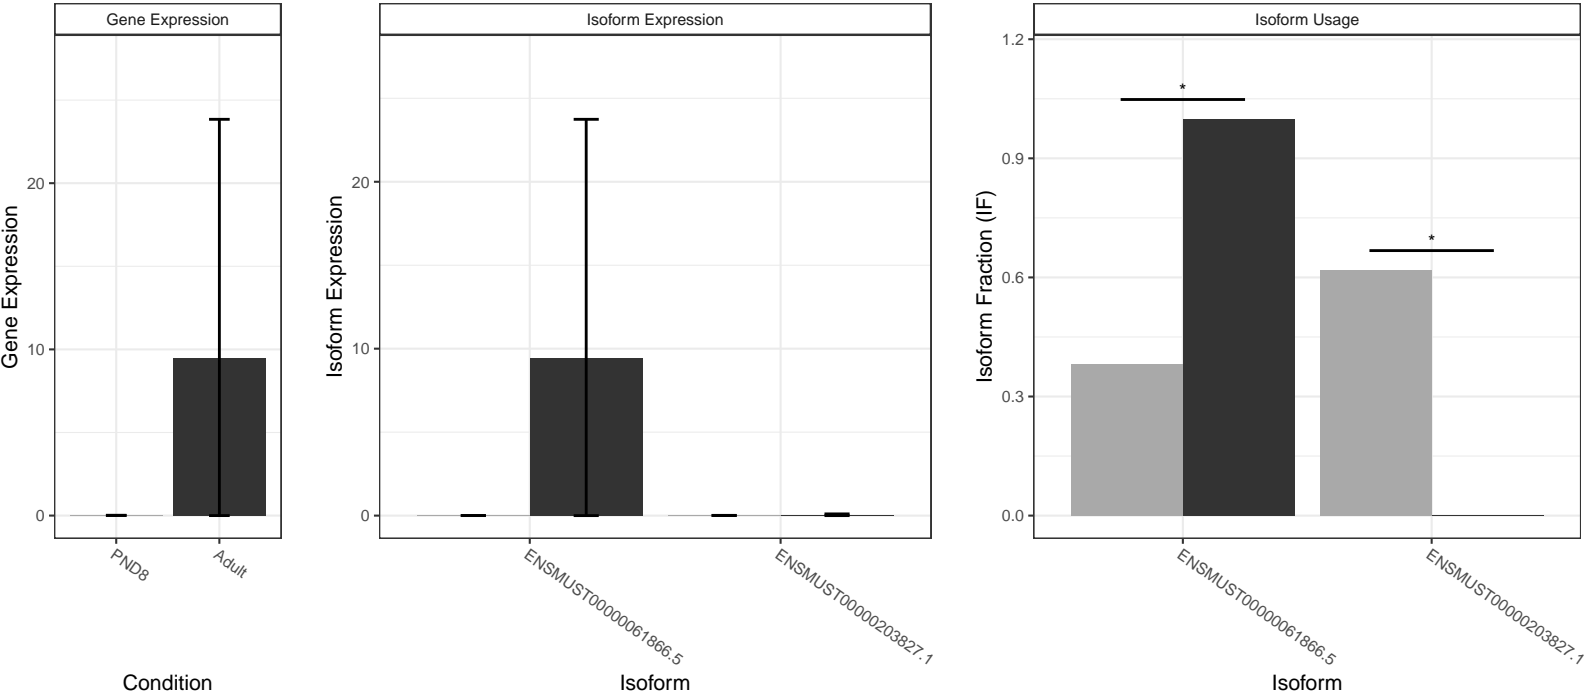 Gene Expression
Gene Expression
20
10
0
PND8
Adult
Condition
Isoform Expression
Isoform Expression
20
10
0
ENSMUST00000061866.5
ENSMUST00000203827.1
Isoform
Isoform Usage
Isoform Fraction (IF)
1.2
0.9
0.6
0.3
0.0
*
*
ENSMUST00000061866.5
ENSMUST00000203827.1
Isoform